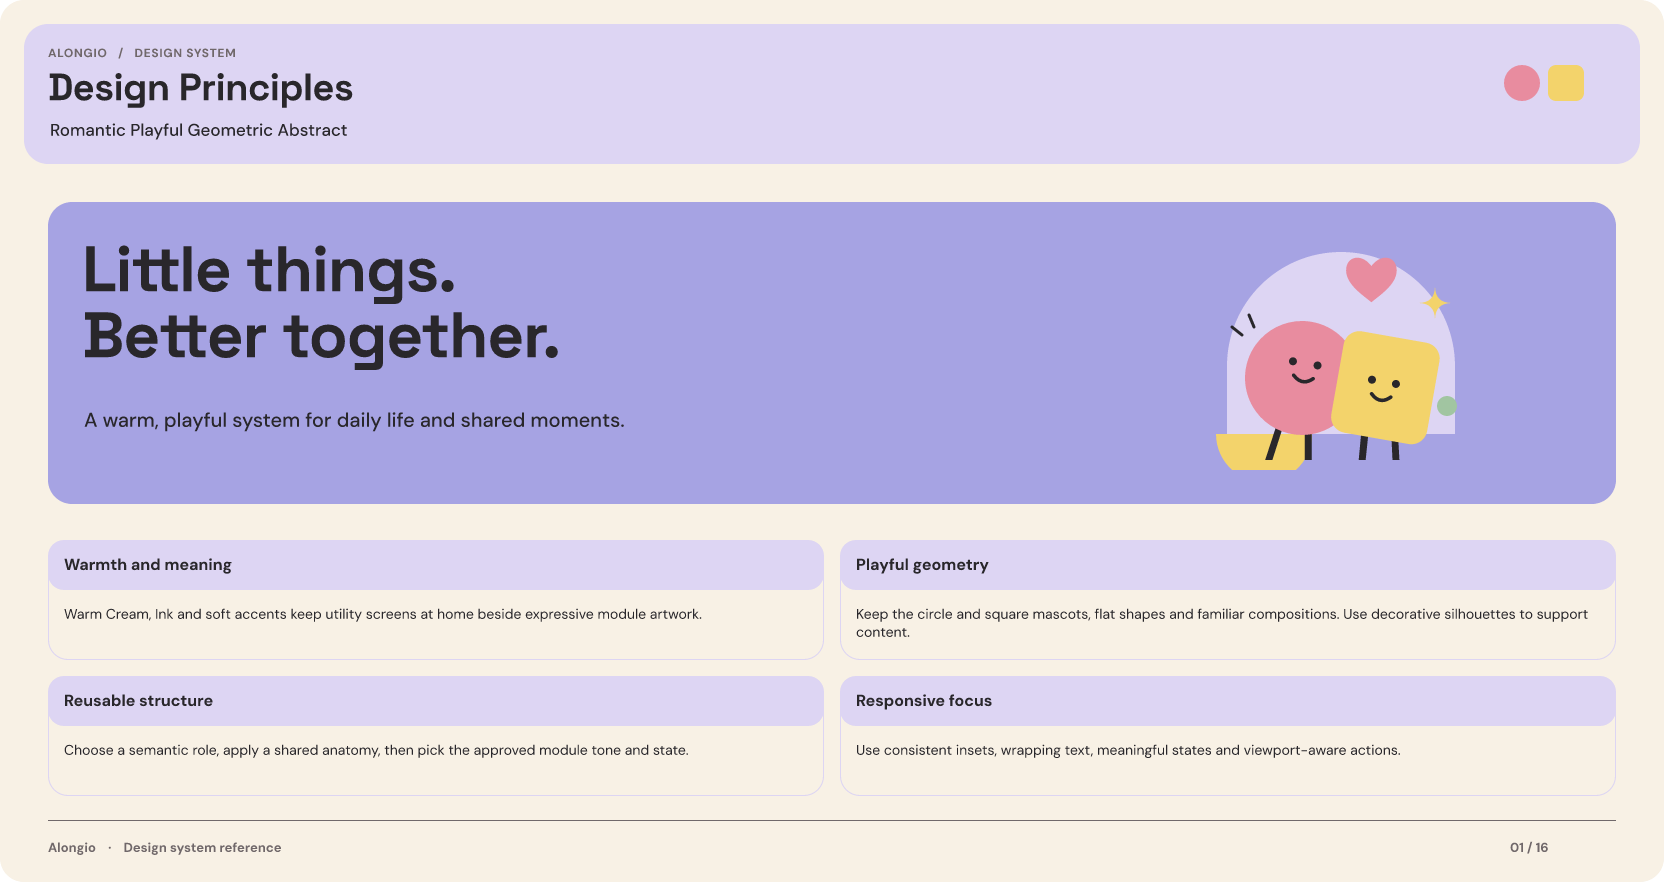 ALONGIO / DESIGN SYSTEM
Design Principles
Romantic Playful Geometric Abstract
Little things.
Better together.
A warm, playful system for daily life and shared moments.
Warmth and meaning
Warm Cream, Ink and soft accents keep utility screens at home beside expressive module artwork.
Playful geometry
Keep the circle and square mascots, flat shapes and familiar compositions. Use decorative silhouettes to support
content.
Reusable structure
Choose a semantic role, apply a shared anatomy, then pick the approved module tone and state.
Responsive focus
Use consistent insets, wrapping text, meaningful states and viewport-aware actions.
Alongio · Design system reference
01 / 16